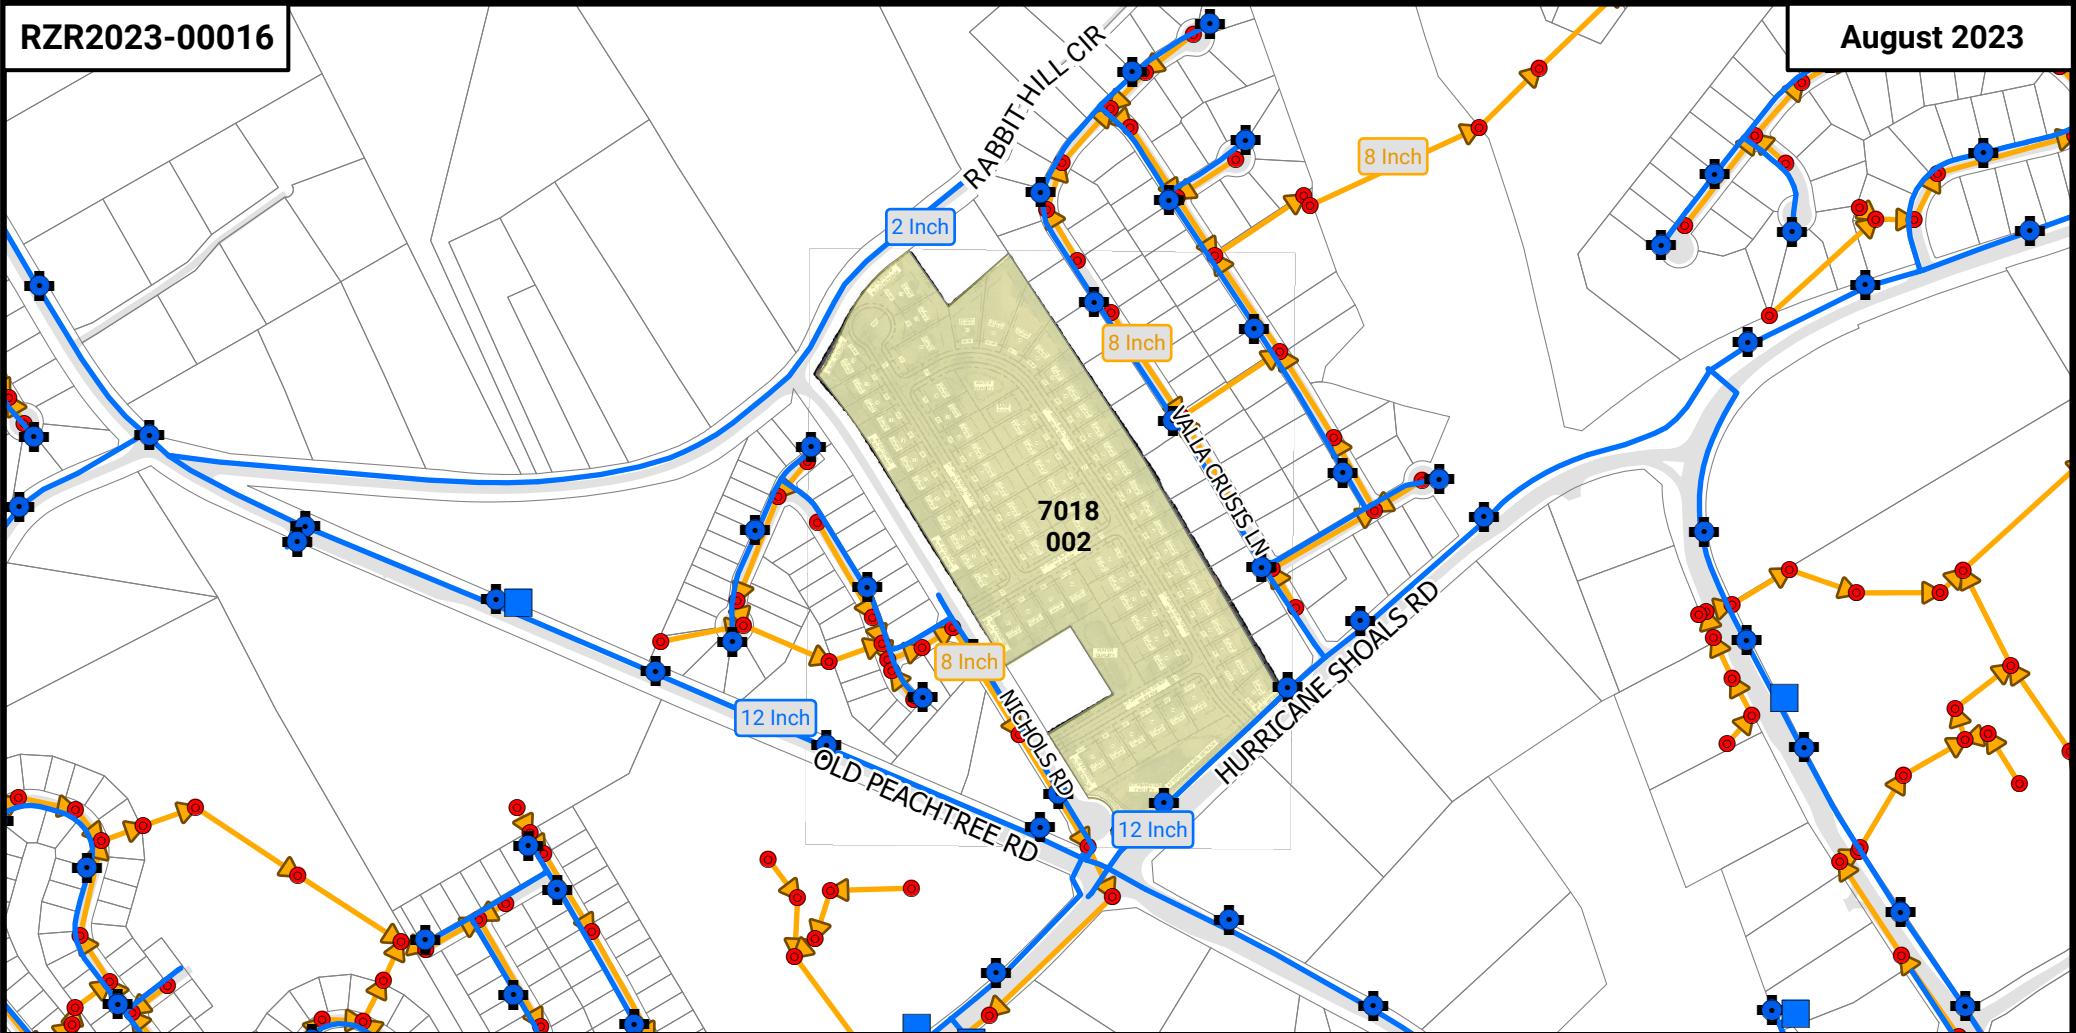 RZR2023-00016
August 2023
RABBIT HILL CIR
8 Inch
2 Inch
8 Inch
VALLA CRUSIS LN
7018
002
HURRICANE SHOALS RD
8 Inch
NICHOLS RD
12 Inch
OLD PEACHTREE RD
12 Inch